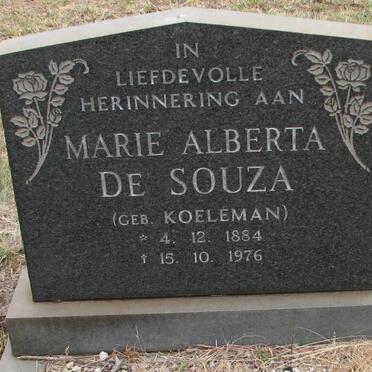 IN
LIEFDEVOLLE
HERINNERING AAN
MARIE ALBERTA
DE SOUZA
(GEB. KOELEMAN)
* 4. 12. 1884
† 15. 10. 1976